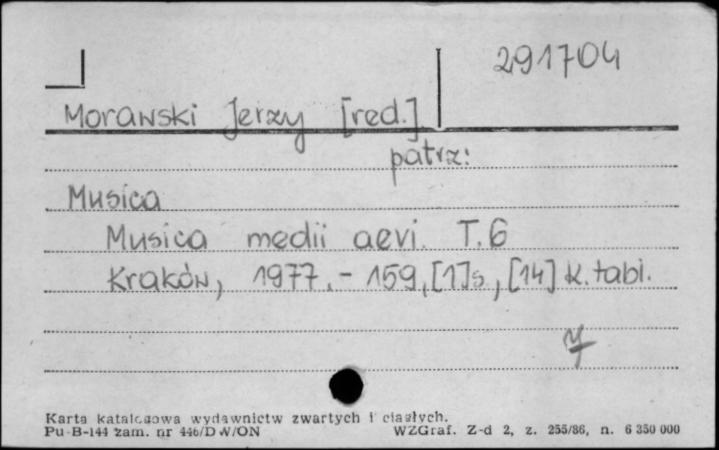 291704
Morawski Jerzy [red.]
patrz:
Musica
Musica medii aevi. T.6
Kraków, 1977. - 159, [1]s, [14] k. tabl.
Karta katalogowa wydawnictw zwartych i ciągłych.
Pu-B-144 zam. nr 446/DW/ON WZGraf. Z-d 2, z. 255/86, n. 6 350 000